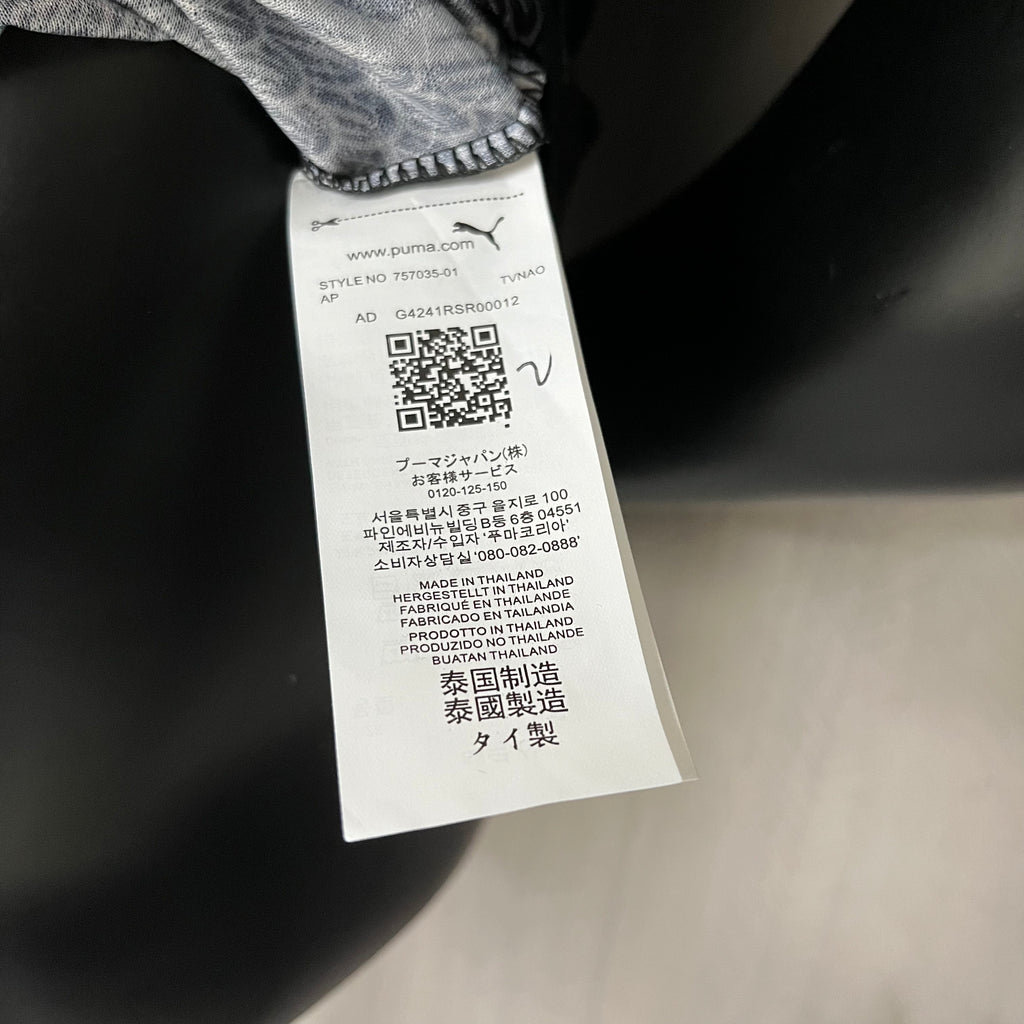 www.puma.com
STYLE NO 757035-01 TVNAO
AP
AD G4241RSR00012
プーマジャパン(株)
お客様サービス
0120-125-150
서울특별시 중구 을지로 100
파인에비뉴빌딩 B동 6층 04551
제조자/수입자 '푸마코리아'
소비자상담실 '080-082-0888'
MADE IN THAILAND
HERGESTELLT IN THAILAND
FABRIQUÉ EN THAILANDE
FABRICADO EN TAILANDIA
PRODOTTO IN THAILAND
PRODUZIDO NO THAILANDE
BUATAN THAILAND
泰国制造
泰國製造
タイ製